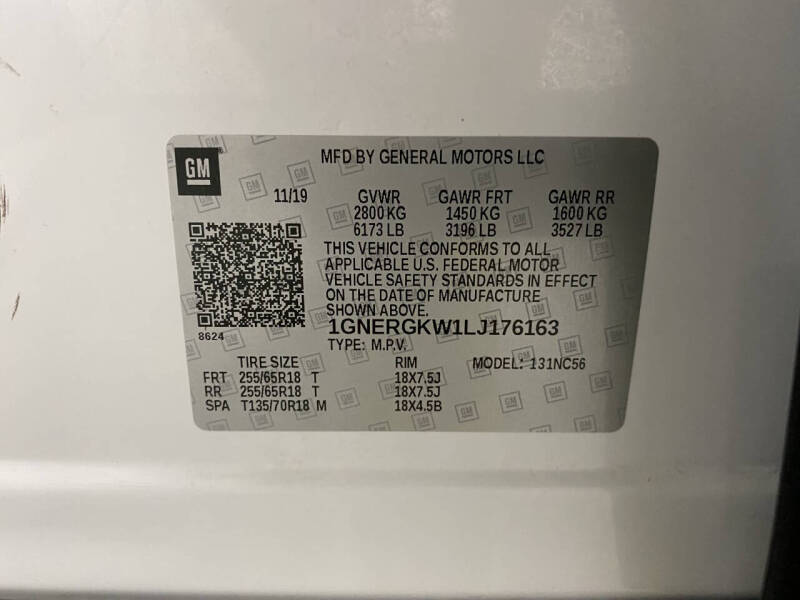 GM
MFD BY GENERAL MOTORS LLC
11/19 GVWR GAWR FRT GAWR RR
2800 KG 1450 KG 1600 KG
6173 LB 3196 LB 3527 LB
THIS VEHICLE CONFORMS TO ALL
APPLICABLE U.S. FEDERAL MOTOR
VEHICLE SAFETY STANDARDS IN EFFECT
ON THE DATE OF MANUFACTURE
SHOWN ABOVE.
8624
1GNERGKW1LJ176163
TYPE: M.P.V.
TIRE SIZE RIM MODEL: 131NC56
FRT 255/65R18 T 18X7.5J
RR 255/65R18 T 18X7.5J
SPA T135/70R18 M 18X4.5B